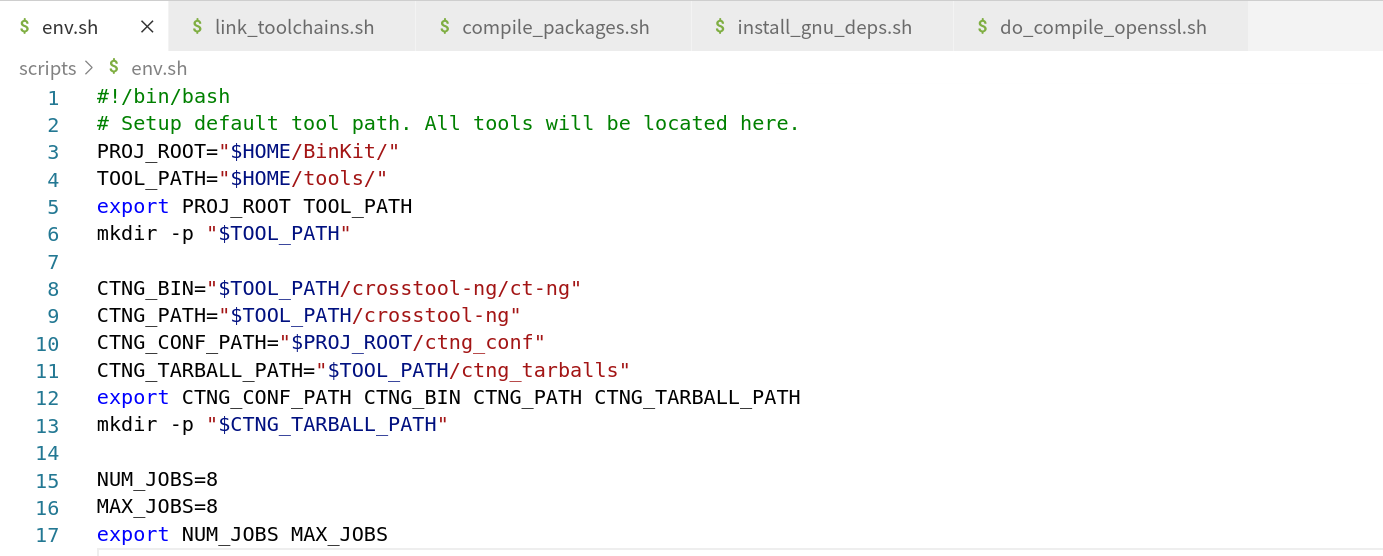 $ env.sh × $ link_toolchains.sh $ compile_packages.sh $ install_gnu_deps.sh $ do_compile_openssl.sh
scripts > $ env.sh
1 #!/bin/bash
2 # Setup default tool path. All tools will be located here.
3 PROJ_ROOT="$HOME/BinKit/"
4 TOOL_PATH="$HOME/tools/"
5 export PROJ_ROOT TOOL_PATH
6 mkdir -p "$TOOL_PATH"
7
8 CTNG_BIN="$TOOL_PATH/crosstool-ng/ct-ng"
9 CTNG_PATH="$TOOL_PATH/crosstool-ng"
10 CTNG_CONF_PATH="$PROJ_ROOT/ctng_conf"
11 CTNG_TARBALL_PATH="$TOOL_PATH/ctng_tarballs"
12 export CTNG_CONF_PATH CTNG_BIN CTNG_PATH CTNG_TARBALL_PATH
13 mkdir -p "$CTNG_TARBALL_PATH"
14
15 NUM_JOBS=8
16 MAX_JOBS=8
17 export NUM_JOBS MAX_JOBS